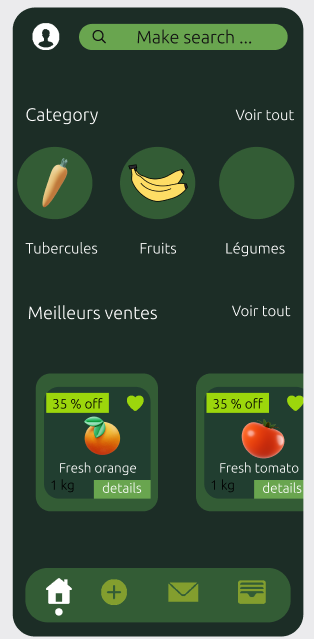 Make search ...
Category
Voir tout
Tubercules
Fruits
Légumes
Meilleurs ventes
Voir tout
35 % off
Fresh orange
1 kg
details
35 % off
Fresh tomato
1 kg
details